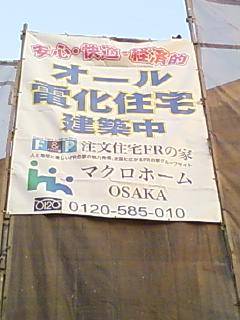 安心・快適・経済的
オール
電化住宅
建築中
F&P 注文住宅FRの家
マクロホーム
OSAKA
0120-585-010